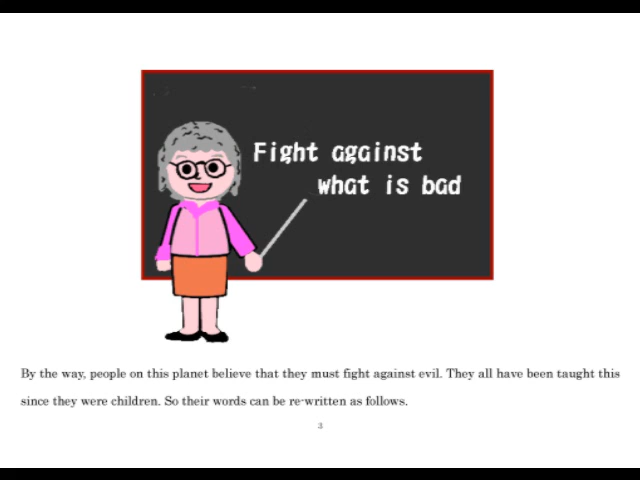 Fight against
what is bad
By the way, people on this planet believe that they must fight against evil. They all have been taught this
since they were children. So their words can be re-written as follows.
3